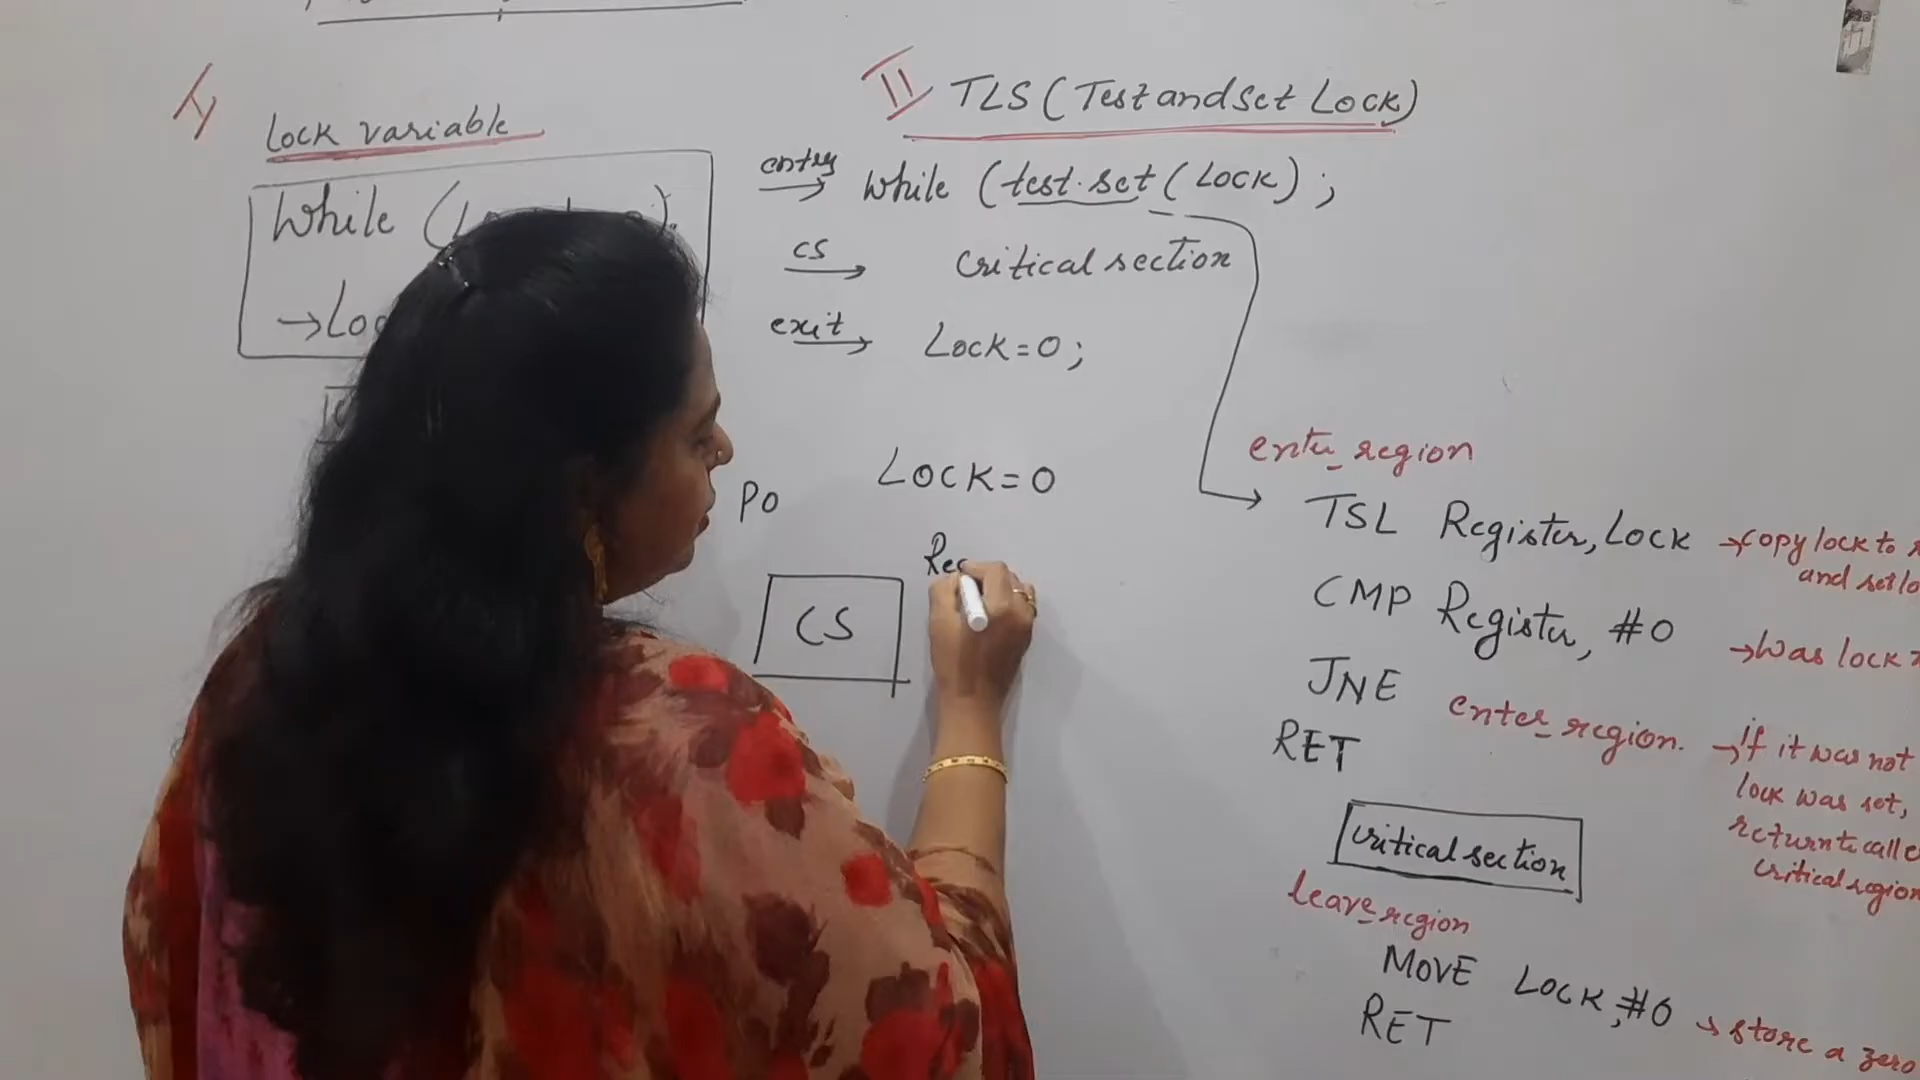 I
Lock variable
While (
→Loc
II TLS (Test and Set Lock)
entry → while (test.set (Lock);
CS → critical section
exit → Lock=0;
Lock=0
P0
CS
Reg
enter_region
TSL Register, Lock →copy lock to
and set lo
CMP Register, #0 →Was lock
JNE enter_region. →If it was not
lock was set,
RET
return to calle
critical region
critical section
leave_region
MOVE LOCK, #0 → store a zero
RET